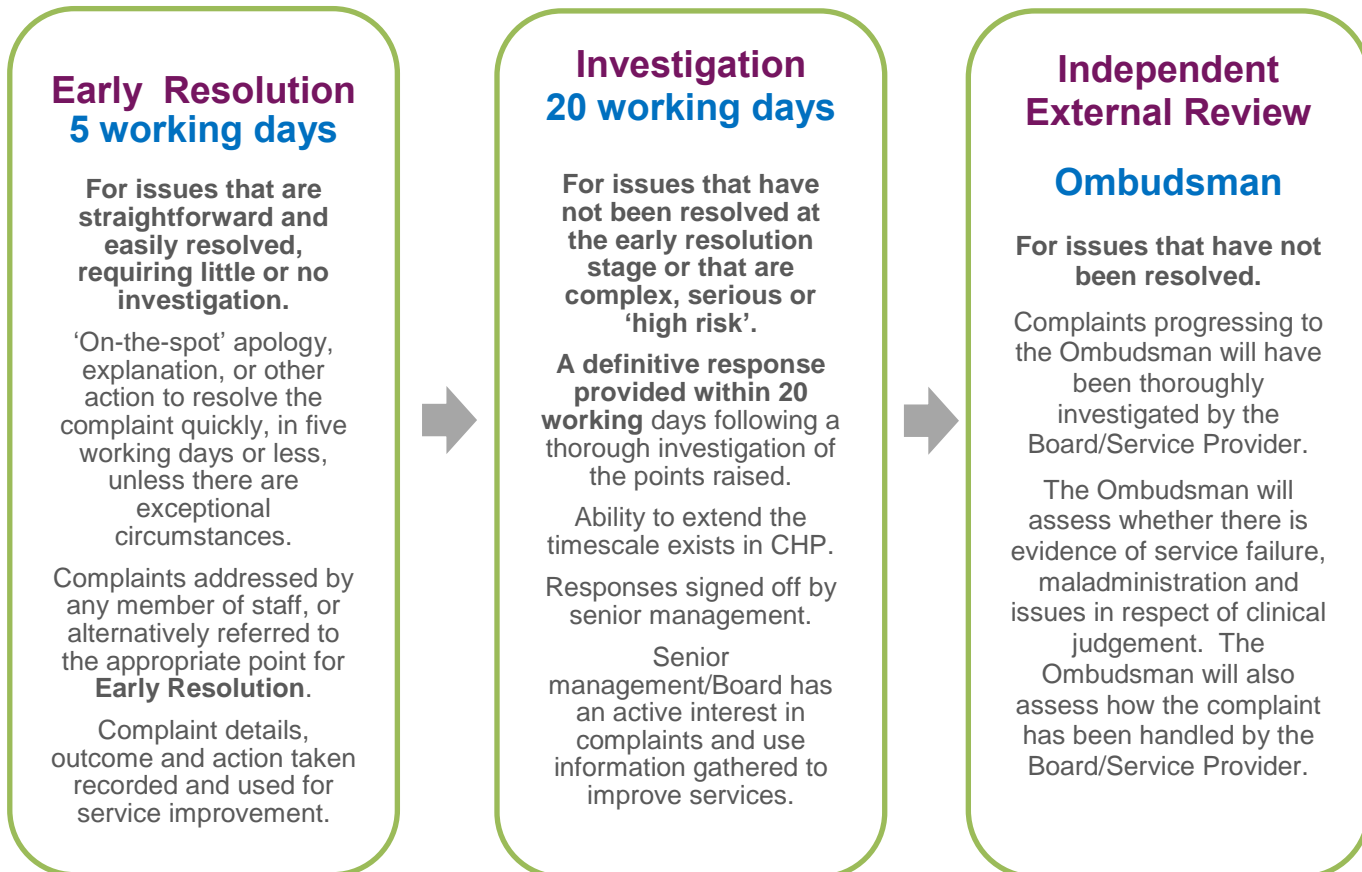 Early Resolution
5 working days
For issues that are
straightforward and
easily resolved,
requiring little or no
investigation.
‘On-the-spot’ apology,
explanation, or other
action to resolve the
complaint quickly, in five
working days or less,
unless there are
exceptional
circumstances.
Complaints addressed by
any member of staff, or
alternatively referred to
the appropriate point for
Early Resolution.
Complaint details,
outcome and action taken
recorded and used for
service improvement.
Investigation
20 working days
For issues that have
not been resolved at
the early resolution
stage or that are
complex, serious or
‘high risk’.
A definitive response
provided within 20
working days following a
thorough investigation of
the points raised.
Ability to extend the
timescale exists in CHP.
Responses signed off by
senior management.
Senior
management/Board has
an active interest in
complaints and use
information gathered to
improve services.
Independent
External Review
Ombudsman
For issues that have not
been resolved.
Complaints progressing to
the Ombudsman will have
been thoroughly
investigated by the
Board/Service Provider.
The Ombudsman will
assess whether there is
evidence of service failure,
maladministration and
issues in respect of clinical
judgement. The
Ombudsman will also
assess how the complaint
has been handled by the
Board/Service Provider.